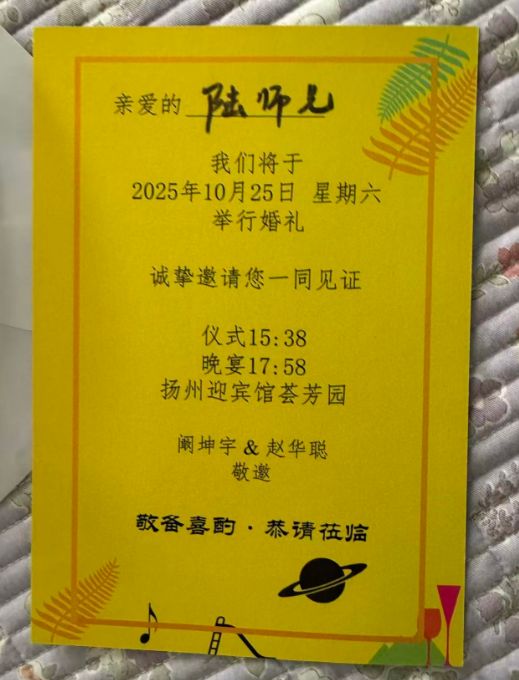 亲爱的 陆师兄
我们将于
2025年10月25日 星期六
举行婚礼
诚挚邀请您一同见证
仪式15:38
晚宴17:58
扬州迎宾馆荟芳园
阚坤宇 & 赵华聪
敬邀
敬备喜酌·恭请莅临